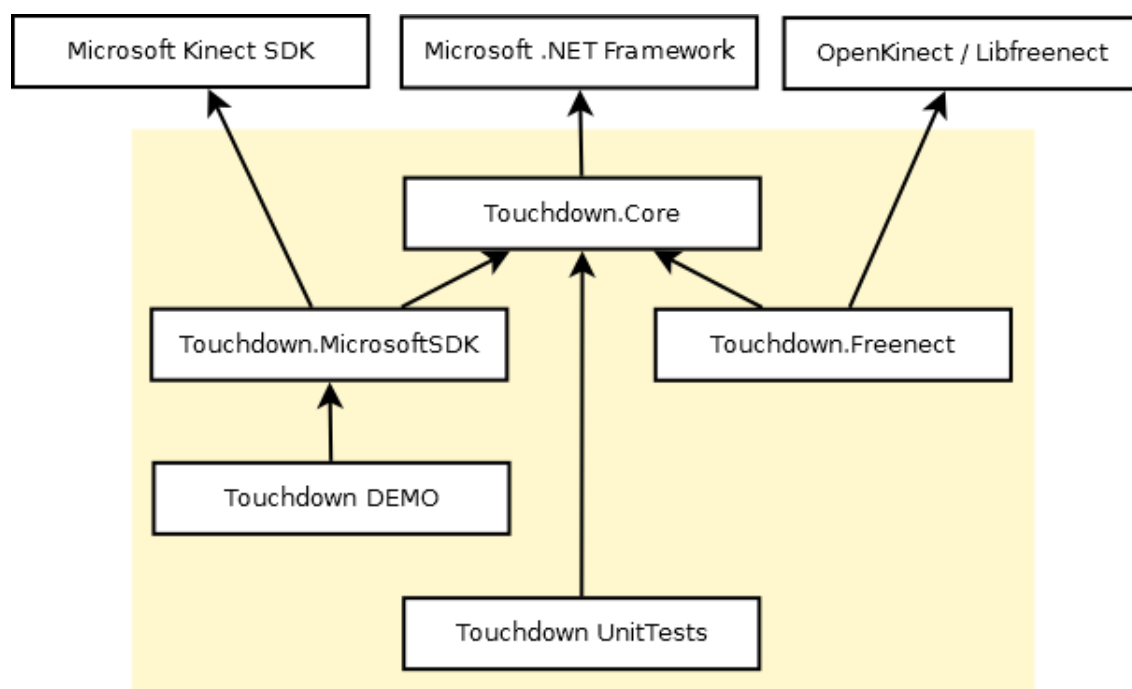 Microsoft Kinect SDK
Microsoft .NET Framework
OpenKinect / Libfreenect
Touchdown.Core
Touchdown.MicrosoftSDK
Touchdown.Freenect
Touchdown DEMO
Touchdown UnitTests